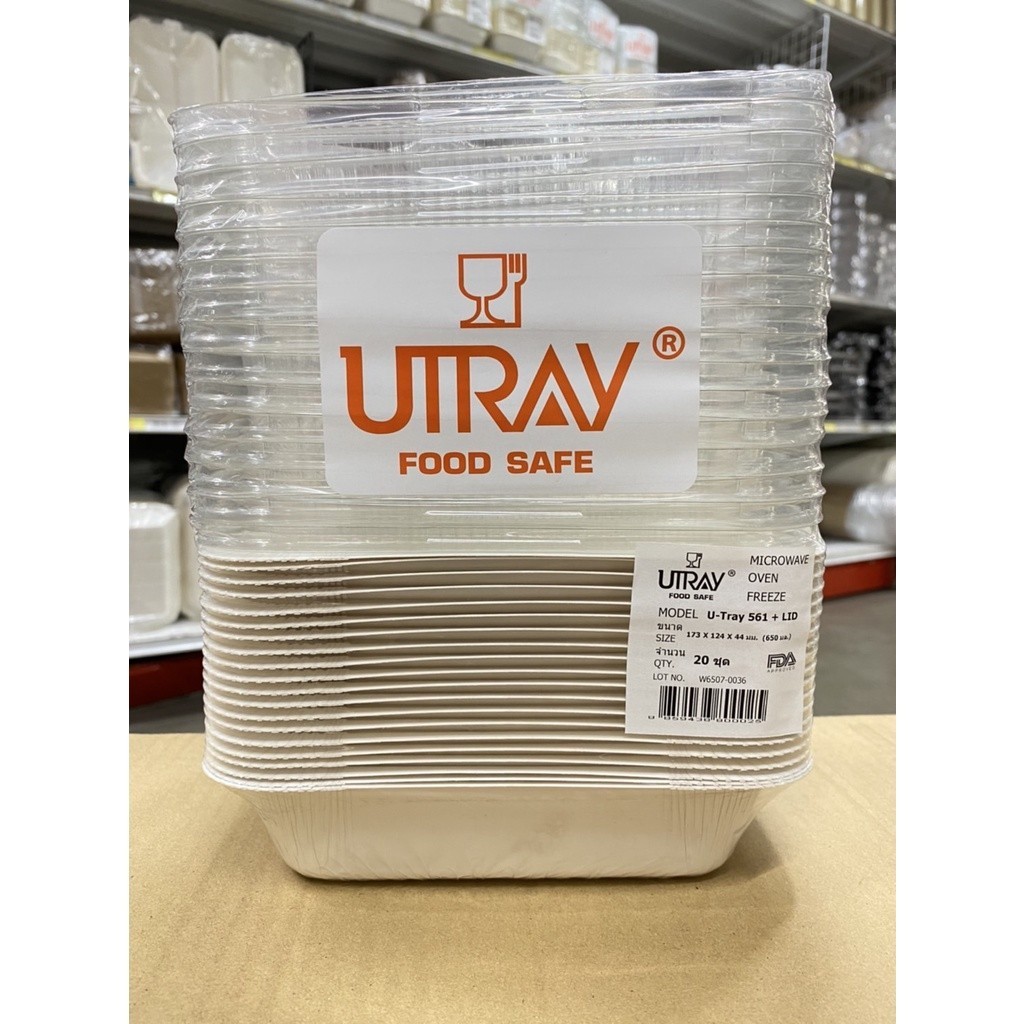 UTRAY®
FOOD SAFE
UTRAY®
FOOD SAFE
MICROWAVE
OVEN
FREEZE
MODEL U-Tray 561 + LID
ขนาด
SIZE 173 X 124 X 44 มม. (650 มล.)
จำนวน
QTY. 20 ชุด
FDA
APPROVED
LOT NO. W6507-0036